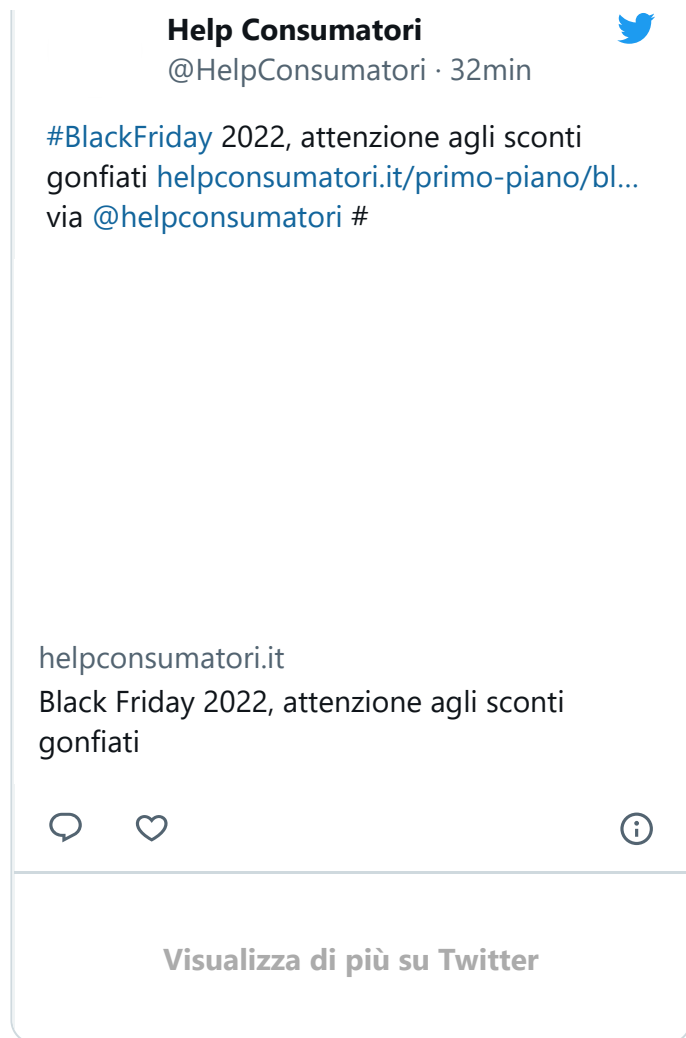 Help Consumatori
@HelpConsumatori · 32min
#BlackFriday 2022, attenzione agli sconti
gonfiati helpconsumatori.it/primo-piano/bl…
via @helpconsumatori #
helpconsumatori.it
Black Friday 2022, attenzione agli sconti
gonfiati
Visualizza di più su Twitter